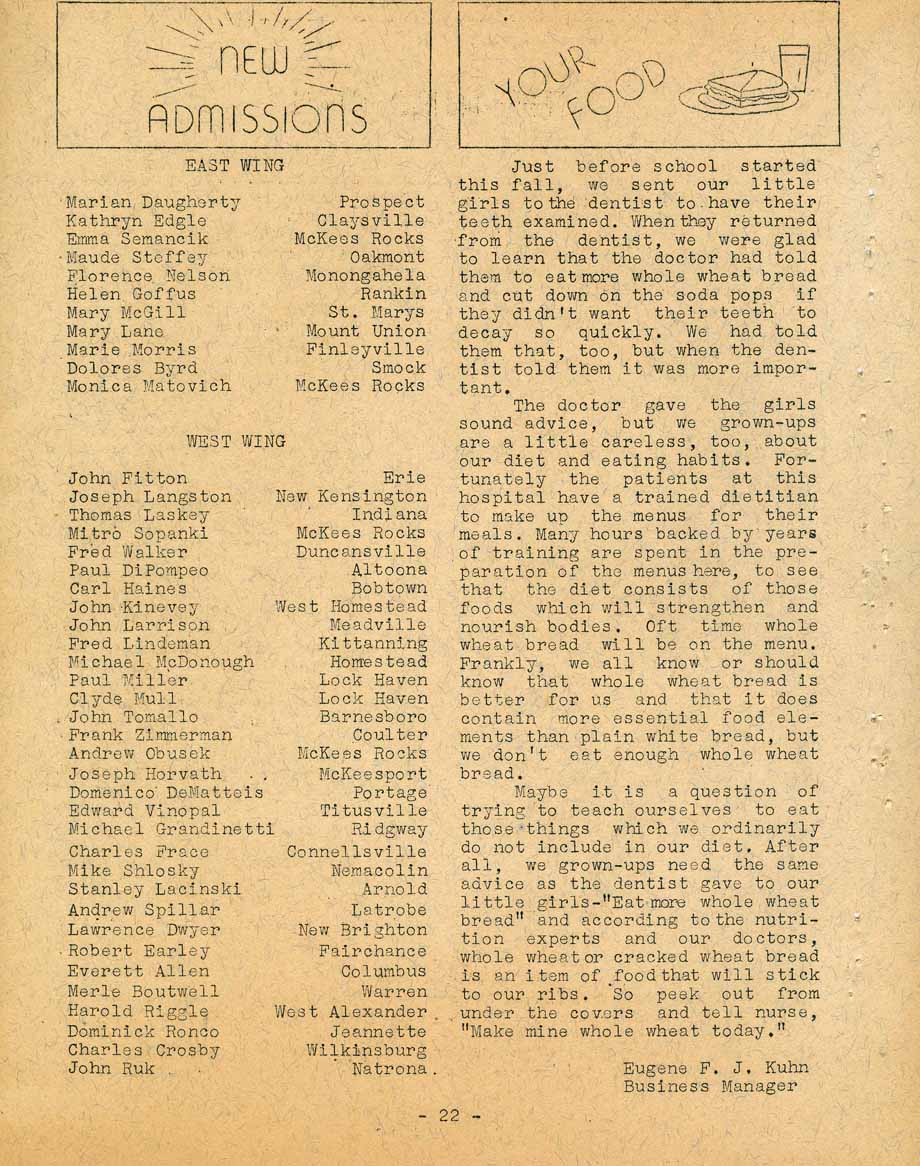 NEW
ADMISSIONS
EAST WING
Marian Daugherty Prospect
Kathryn Edgle Claysville
Emma Semancik McKees Rocks
Maude Steffey Oakmont
Florence Nelson Monongahela
Helen Goffus Rankin
Mary McGill St. Marys
Mary Lane Mount Union
Marie Morris Finleyville
Dolores Byrd Smock
Monica Matovich McKees Rocks
WEST WING
John Fitton Erie
Joseph Langston New Kensington
Thomas Laskey Indiana
Mitro Sopanki McKees Rocks
Fred Walker Duncansville
Paul DiPompeo Altoona
Carl Haines Bobtown
John Kinevey West Homestead
John Larrison Meadville
Fred Lindeman Kittanning
Michael McDonough Homestead
Paul Miller Lock Haven
Clyde Mull Lock Haven
John Tomallo Barnesboro
Frank Zimmerman Coulter
Andrew Obusek McKees Rocks
Joseph Horvath McKeesport
Domenico DeMatteis Portage
Edward Vinopal Titusville
Michael Grandinetti Ridgway
Charles Frace Connellsville
Mike Shlosky Nemacolin
Stanley Lacinski Arnold
Andrew Spillar Latrobe
Lawrence Dwyer New Brighton
Robert Earley Fairchance
Everett Allen Columbus
Merle Boutwell Warren
Harold Riggle West Alexander
Dominick Ronco Jeannette
Charles Crosby Wilkinsburg
John Ruk Natrona
YOUR
FOOD
Just before school started
this fall, we sent our little
girls to the dentist to have their
teeth examined. When they returned
from the dentist, we were glad
to learn that the doctor had told
them to eat more whole wheat bread
and cut down on the soda pops if
they didn't want their teeth to
decay so quickly. We had told
them that, too, but when the den-
tist told them it was more impor-
tant.
The doctor gave the girls
sound advice, but we grown-ups
are a little careless, too, about
our diet and eating habits. For-
tunately the patients at this
hospital have a trained dietitian
to make up the menus for their
meals. Many hours backed by years
of training are spent in the pre-
paration of the menus here, to see
that the diet consists of those
foods which will strengthen and
nourish bodies. Oft time whole
wheat bread will be on the menu.
Frankly, we all know or should
know that whole wheat bread is
better for us and that it does
contain more essential food ele-
ments than plain white bread, but
we don't eat enough whole wheat
bread.
Maybe it is a question of
trying to teach ourselves to eat
those things which we ordinarily
do not include in our diet. After
all, we grown-ups need the same
advice as the dentist gave to our
little girls-"Eat more whole wheat
bread" and according to the nutri-
tion experts and our doctors,
whole wheat or cracked wheat bread
is an item of food that will stick
to our ribs. So peek out from
under the covers and tell nurse,
"Make mine whole wheat today."
Eugene F. J. Kuhn
Business Manager
- 22 -